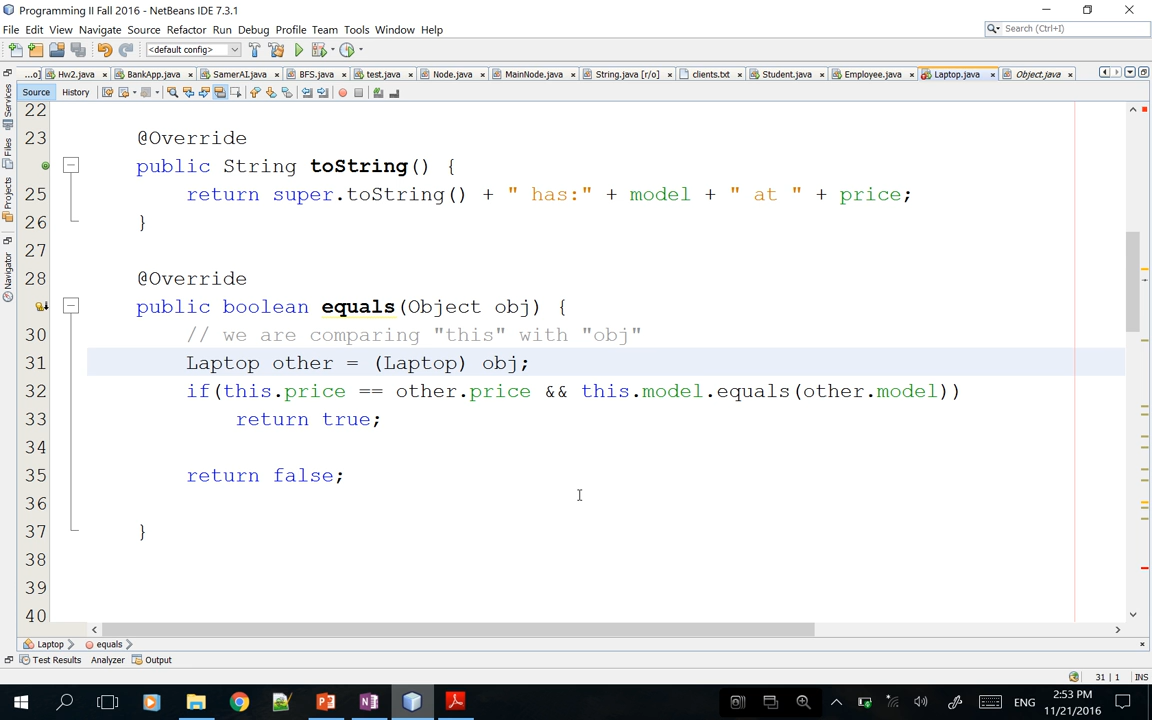 Programming II Fall 2016 - NetBeans IDE 7.3.1
File Edit View Navigate Source Refactor Run Debug Profile Team Tools Window Help
Search (Ctrl+I)
<default config>
...o] Hw2.java BankApp.java SamerAI.java BFS.java test.java Node.java MainNode.java String.java [r/o] clients.txt Student.java Employee.java Laptop.java Object.java
Source History
Services
Files
Projects
Navigator
22
23 @Override
public String toString() {
25 return super.toString() + " has:" + model + " at " + price;
26 }
27
28 @Override
public boolean equals(Object obj) {
30 // we are comparing "this" with "obj"
31 Laptop other = (Laptop) obj;
32 if(this.price == other.price && this.model.equals(other.model))
33 return true;
34
35 return false;
36
37 }
38
39
40
Laptop equals
Test Results Analyzer Output
31 | 1 INS
ENG 2:53 PM
11/21/2016